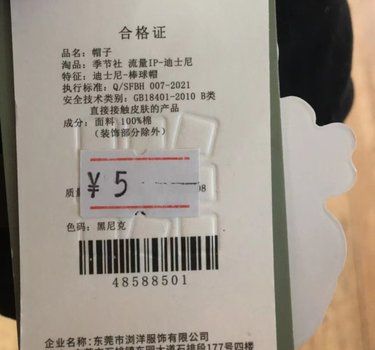 合格证
品名：帽子
淘品：季节社 流量IP-迪士尼
特征：迪士尼-棒球帽
执行标准：Q/SFBH 007-2021
安全技术类别：GB18401-2010 B类
直接接触皮肤的产品
成分：面料 100%棉
（装饰部分除外）
¥ 5
质 08
色码：黑尼克
48588501
企业名称：东莞市浏洋服饰有限公司